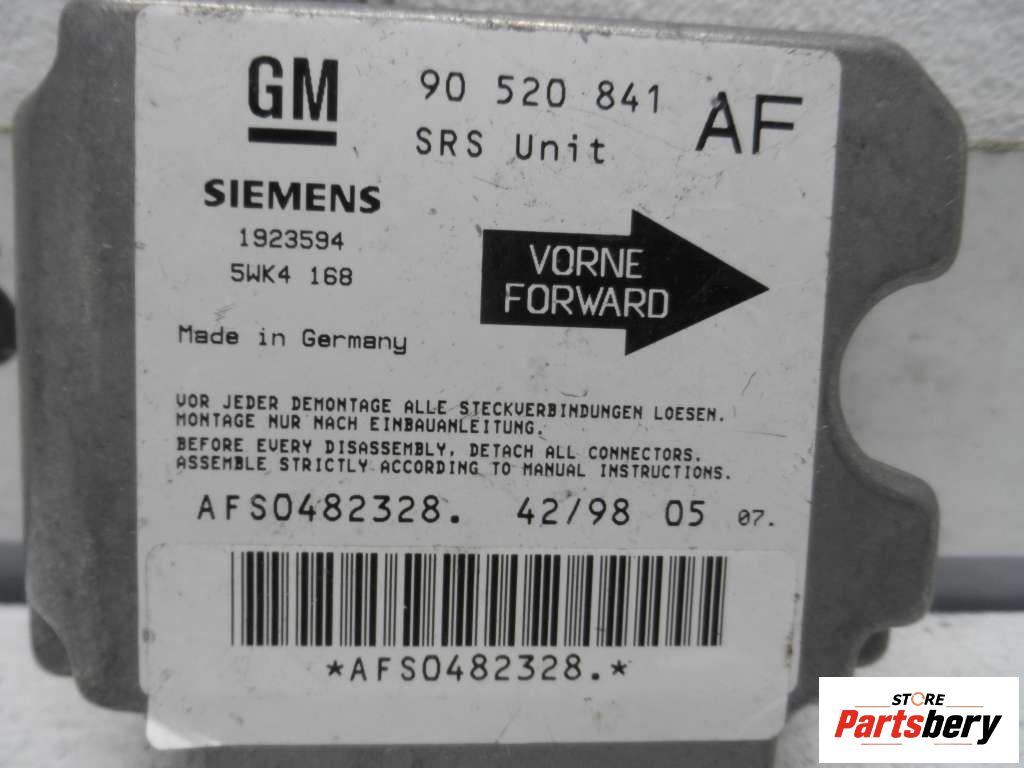 GM
90 520 841
AF
SRS Unit
SIEMENS
1923594
5WK4 168
VORNE
FORWARD
Made in Germany
VOR JEDER DEMONTAGE ALLE STECKVERBINDUNGEN LOESEN.
MONTAGE NUR NACH EINBAUANLEITUNG.
BEFORE EVERY DISASSEMBLY, DETACH ALL CONNECTORS.
ASSEMBLE STRICTLY ACCORDING TO MANUAL INSTRUCTIONS.
AFS0482328. 42/98 05 07.
*AFS0482328.*
STORE
Partsbery